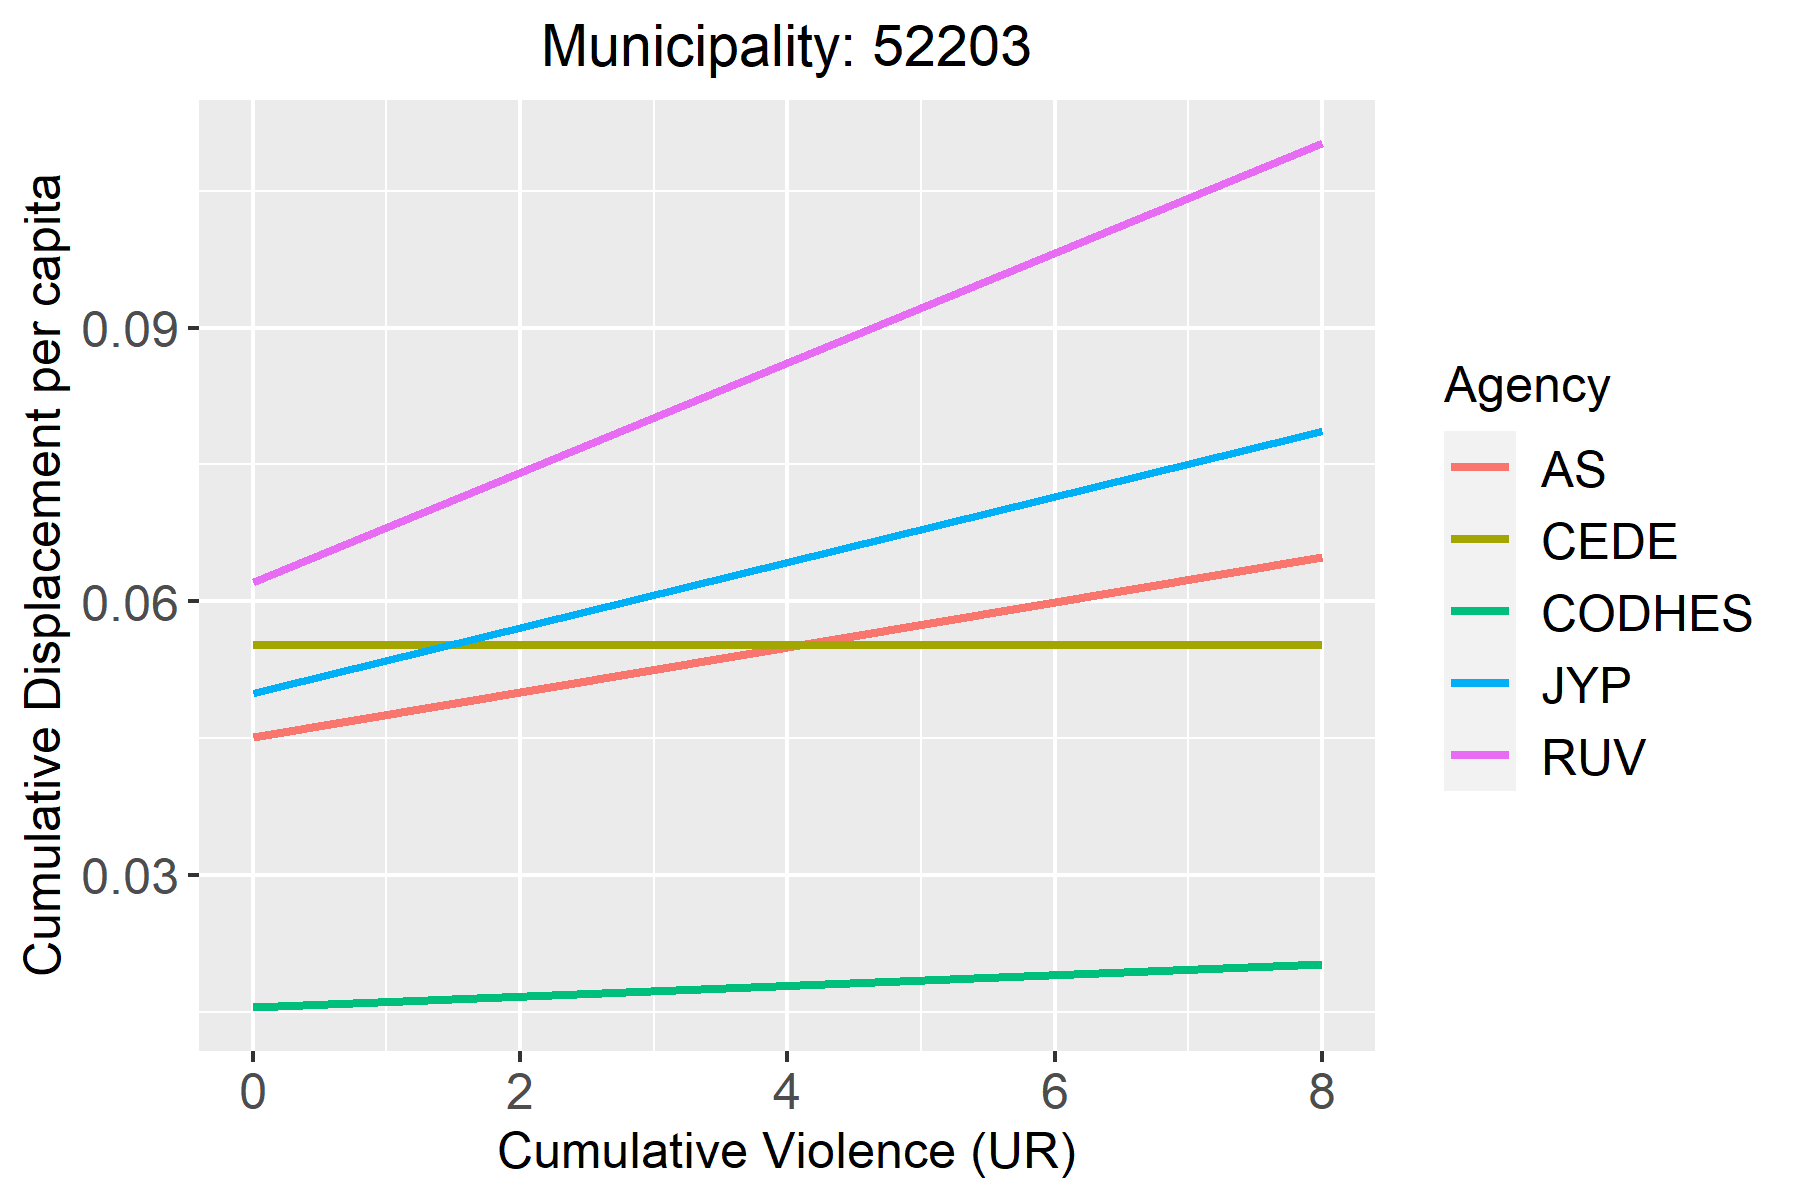 Municipality: 52203
Cumulative Displacement per capita
0.09
0.06
0.03
0 2 4 6 8
Cumulative Violence (UR)
Agency
AS
CEDE
CODHES
JYP
RUV